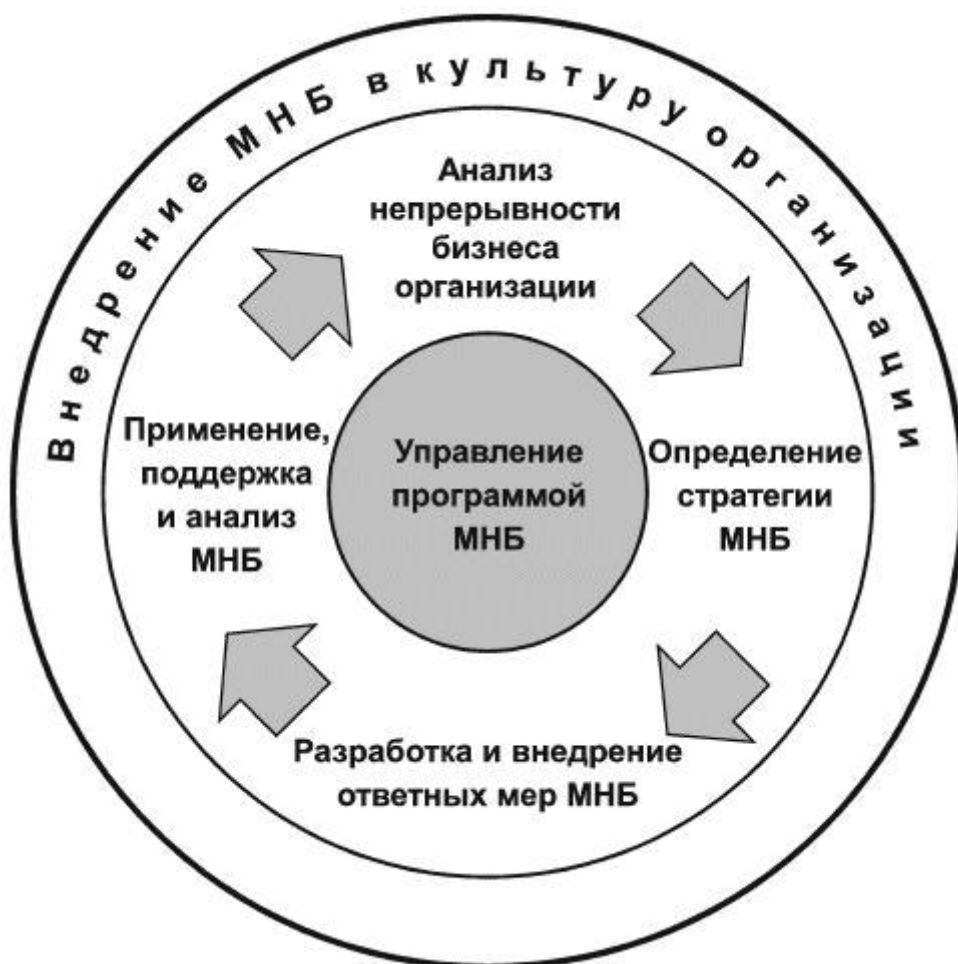 Внедрение МНБ в культуру организации
Анализ
непрерывности
бизнеса
организации
Применение,
поддержка
и анализ
МНБ
Управление
программой
МНБ
Определение
стратегии
МНБ
Разработка и внедрение
ответных мер МНБ